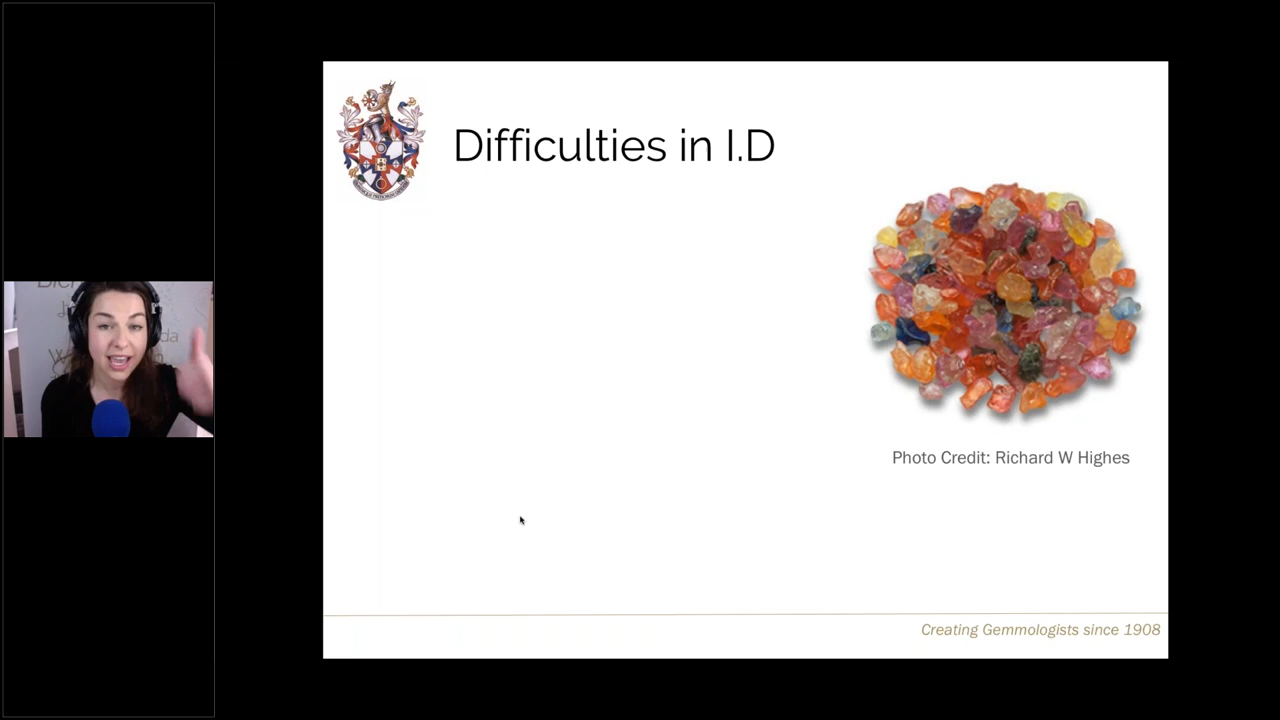 Difficulties in I.D
Photo Credit: Richard W Highes
Creating Gemmologists since 1908